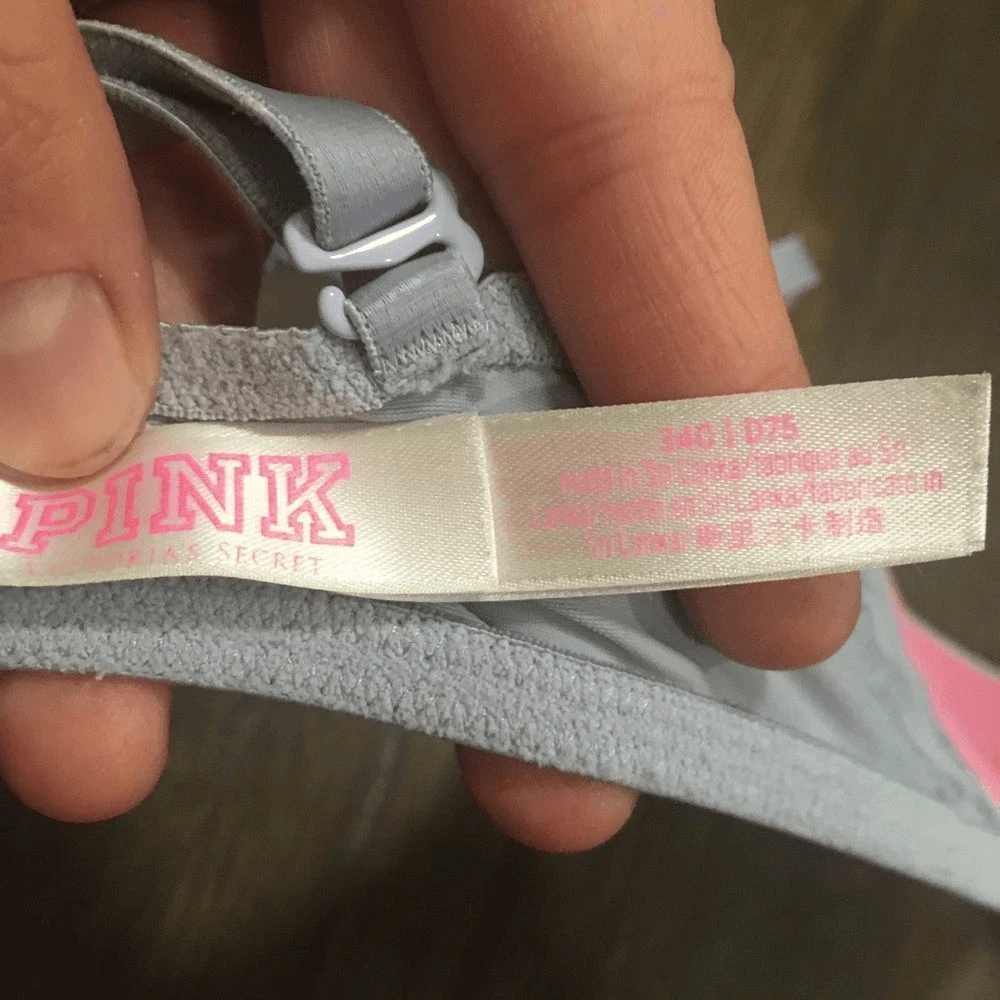 PINK
VICTORIA'S SECRET
34C | D75
made in Sri Lanka/fabriqué au Sri
Lanka/hecho en Sri Lanka/fabbricato in
Sri Lanka/斯里兰卡制造